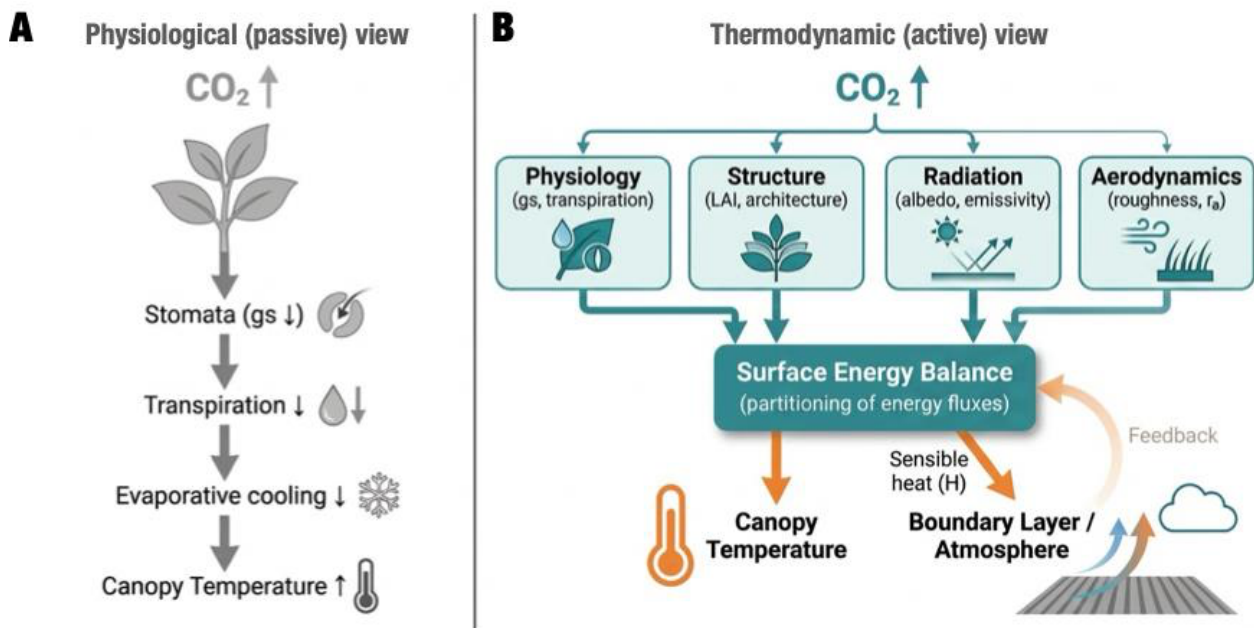 A
Physiological (passive) view
CO₂ ↑
Stomata (gs ↓)
Transpiration ↓
Evaporative cooling ↓
Canopy Temperature ↑
B
Thermodynamic (active) view
CO₂ ↑
Physiology
(gs, transpiration)
Structure
(LAI, architecture)
Radiation
(albedo, emissivity)
Aerodynamics
(roughness, rₐ)
Surface Energy Balance
(partitioning of energy fluxes)
Feedback
Sensible
heat (H)
Canopy
Temperature
Boundary Layer /
Atmosphere